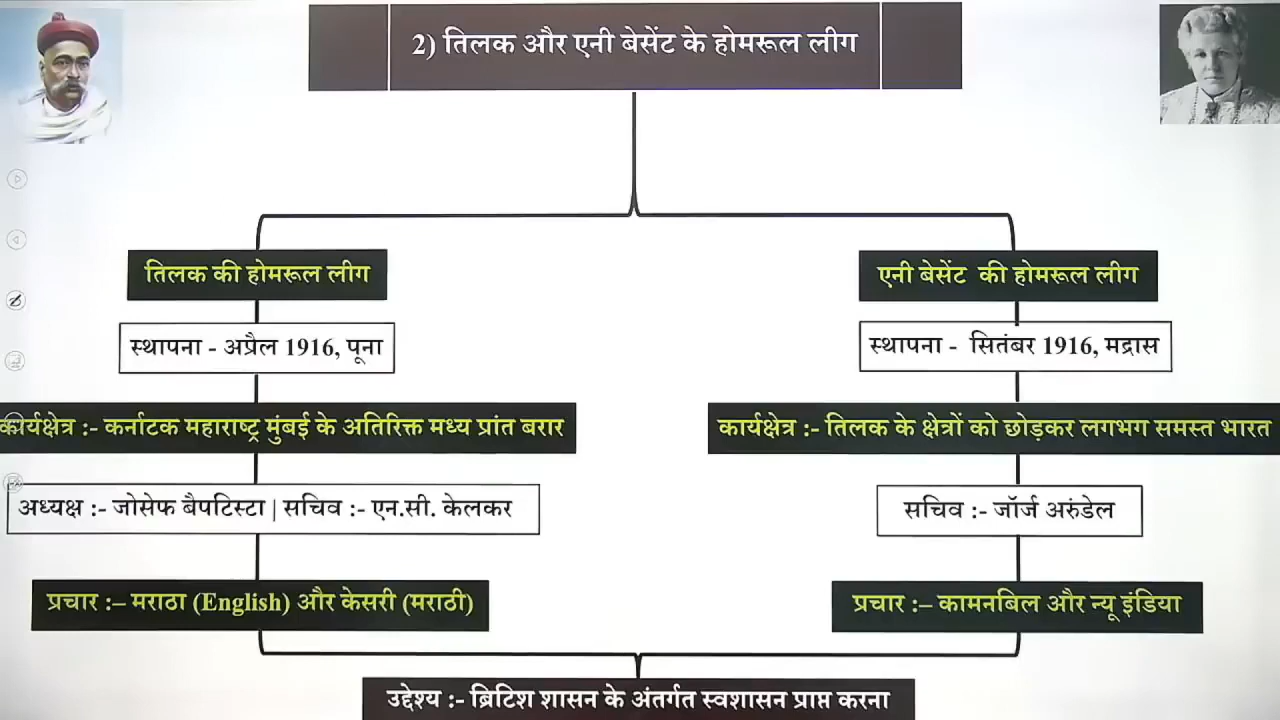 2) तिलक और एनी बेसेंट के होमरूल लीग
तिलक की होमरूल लीग
स्थापना - अप्रैल 1916, पूना
कार्यक्षेत्र :- कर्नाटक महाराष्ट्र मुंबई के अतिरिक्त मध्य प्रांत बरार
अध्यक्ष :- जोसेफ बैपटिस्टा | सचिव :- एन.सी. केलकर
प्रचार :– मराठा (English) और केसरी (मराठी)
एनी बेसेंट की होमरूल लीग
स्थापना - सितंबर 1916, मद्रास
कार्यक्षेत्र :- तिलक के क्षेत्रों को छोड़कर लगभग समस्त भारत
सचिव :- जॉर्ज अरुंडेल
प्रचार :– कामनबिल और न्यू इंडिया
उद्देश्य :- ब्रिटिश शासन के अंतर्गत स्वशासन प्राप्त करना